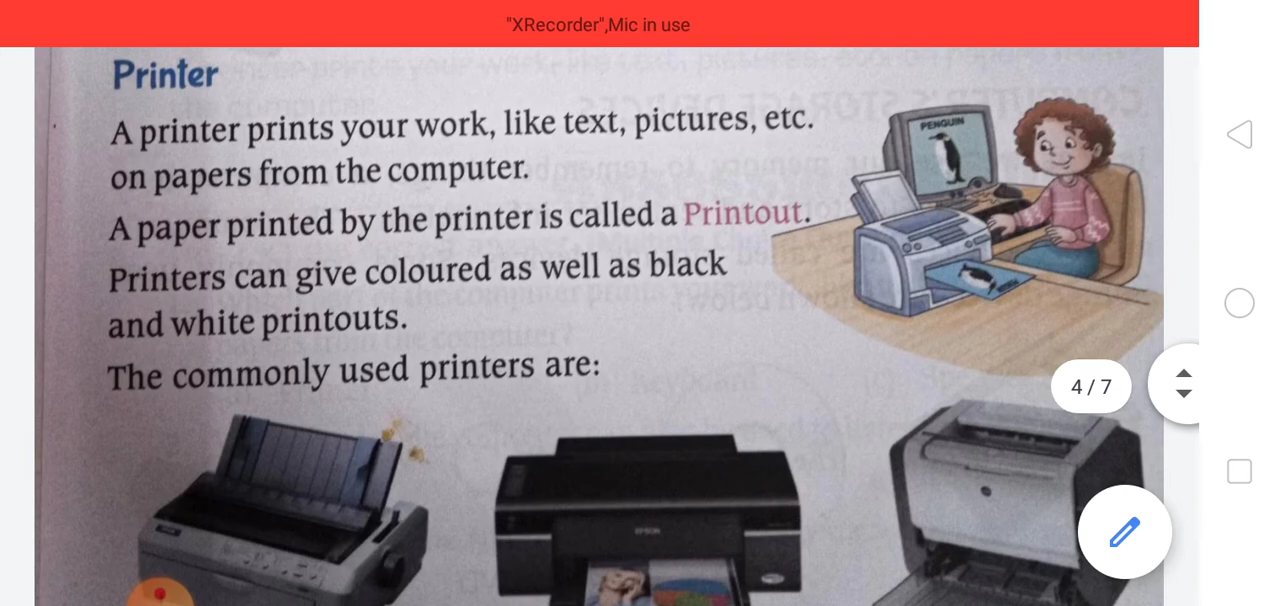 "XRecorder",Mic in use
Printer
A printer prints your work, like text, pictures, etc.
on papers from the computer.
A paper printed by the printer is called a Printout.
Printers can give coloured as well as black
and white printouts.
The commonly used printers are:
PENGUIN
4 / 7
EPSON